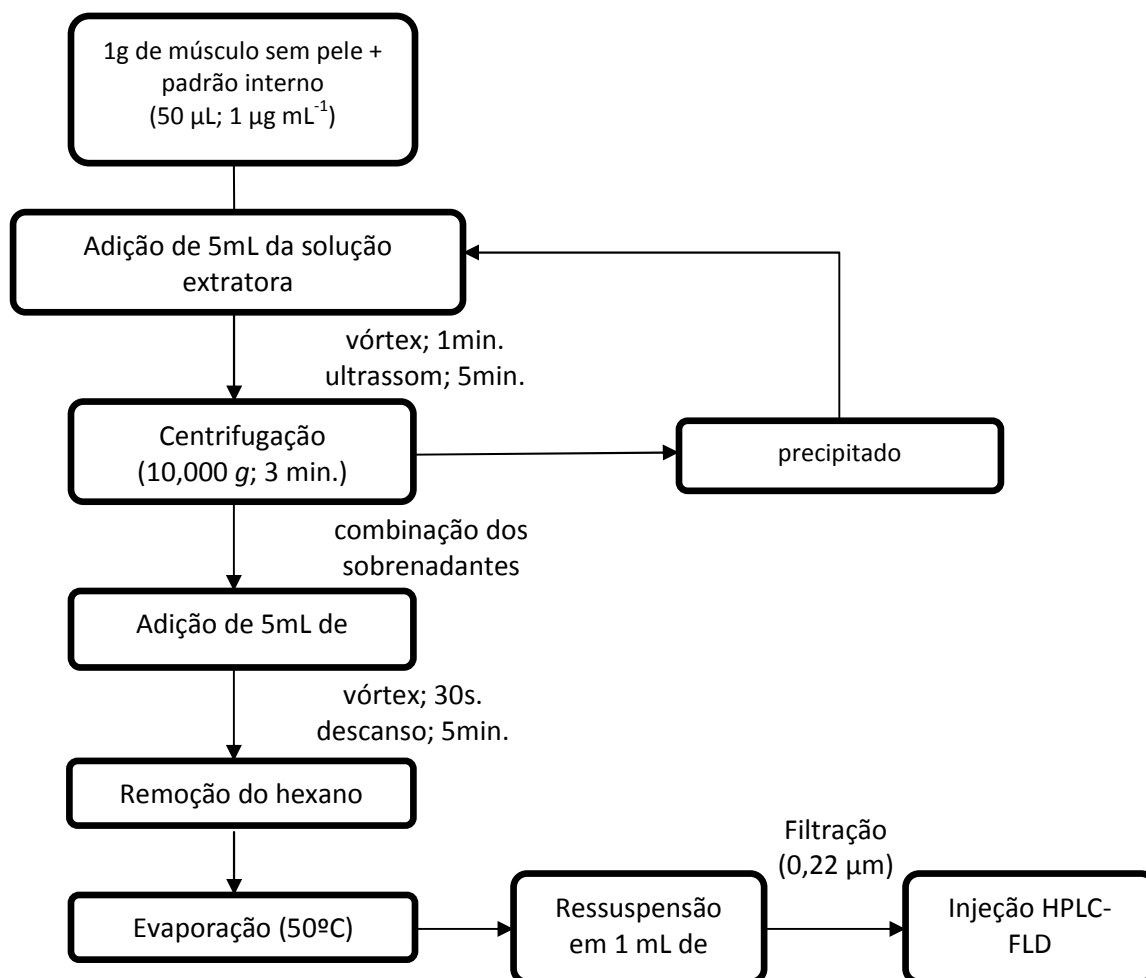 1g de músculo sem pele +
padrão interno
(50 µL; 1 µg mL⁻¹)
Adição de 5mL da solução
extratora
vórtex; 1min.
ultrassom; 5min.
Centrifugação
(10,000 g; 3 min.)
precipitado
combinação dos
sobrenadantes
Adição de 5mL de
vórtex; 30s.
descanso; 5min.
Remoção do hexano
Evaporação (50ºC)
Ressuspensão
em 1 mL de
Filtração
(0,22 µm)
Injeção HPLC-
FLD